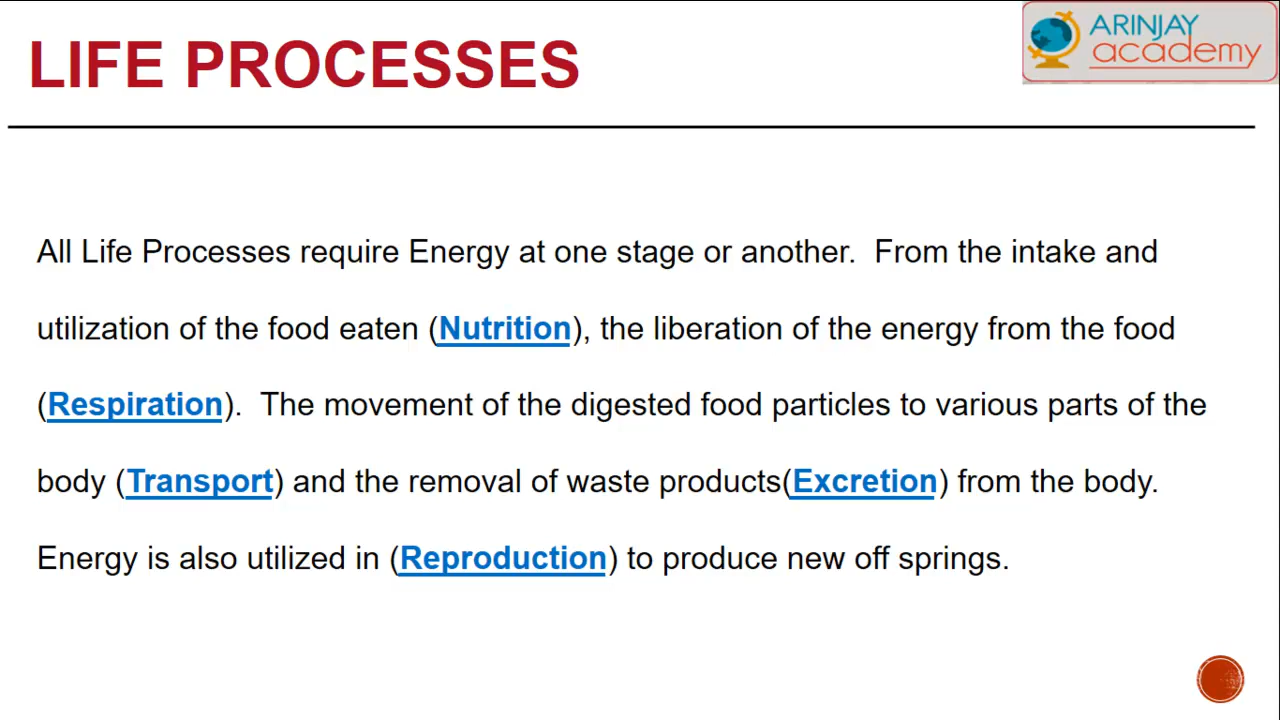 LIFE PROCESSES
ARINJAY
academy
All Life Processes require Energy at one stage or another.  From the intake and
utilization of the food eaten (Nutrition), the liberation of the energy from the food
(Respiration).  The movement of the digested food particles to various parts of the
body (Transport) and the removal of waste products(Excretion) from the body.
Energy is also utilized in (Reproduction) to produce new off springs.